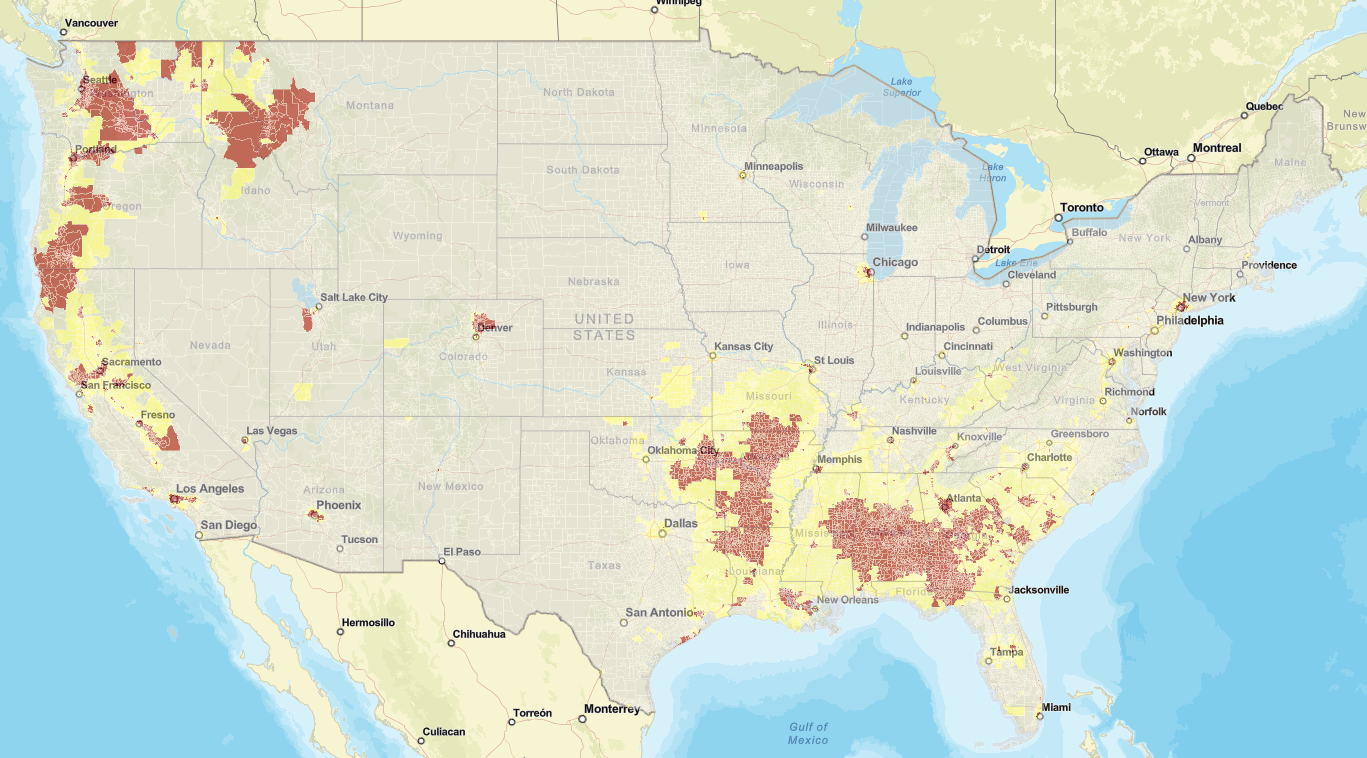 Winnipeg
Vancouver
Seattle
Washington
Montana
North Dakota
Lake
Superior
Quebec
New
Brunsw
Minnesota
Portland
Ottawa
Montreal
Maine
Minneapolis
South Dakota
Wisconsin
Lake
Huron
Idaho
Oregon
Toronto
Vermont
Milwaukee
Buffalo
New York
Albany
Wyoming
Detroit
Chicago
Lake Erie
Cleveland
Providence
Iowa
Nebraska
Salt Lake City
New York
Pittsburgh
Philadelphia
UNITED
STATES
Denver
Illinois
Indianapolis
Columbus
Nevada
Utah
Colorado
Kansas City
Cincinnati
Washington
Sacramento
St Louis
San Francisco
Kansas
Louisville
West Virginia
Missouri
Kentucky
Virginia
Richmond
Fresno
Norfolk
Las Vegas
Oklahoma
Nashville
Knoxville
Greensboro
Oklahoma City
Memphis
Charlotte
Los Angeles
Arizona
New Mexico
Phoenix
Atlanta
San Diego
Dallas
Mississ
Tucson
El Paso
Texas
Louisiana
Florid
Jacksonville
New Orleans
San Antonio
Hermosillo
Chihuahua
Tampa
Miami
Torreón
Monterrey
Culiacan
Gulf of
Mexico